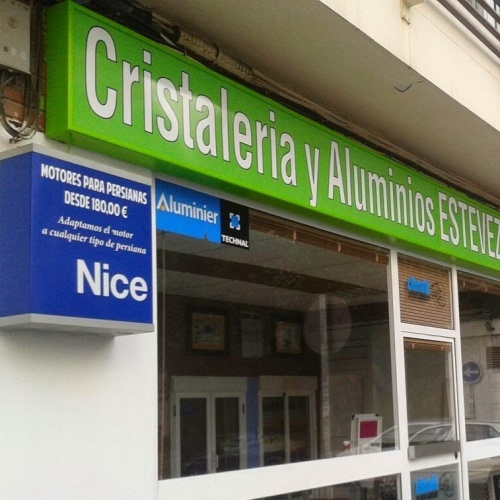 Cristaleria y Aluminios ESTEVEZ
MOTORES PARA PERSIANAS
DESDE 180,00 €
Adaptamos el motor
a cualquier tipo de persiana
Nice
Aluminier
TECHNAL